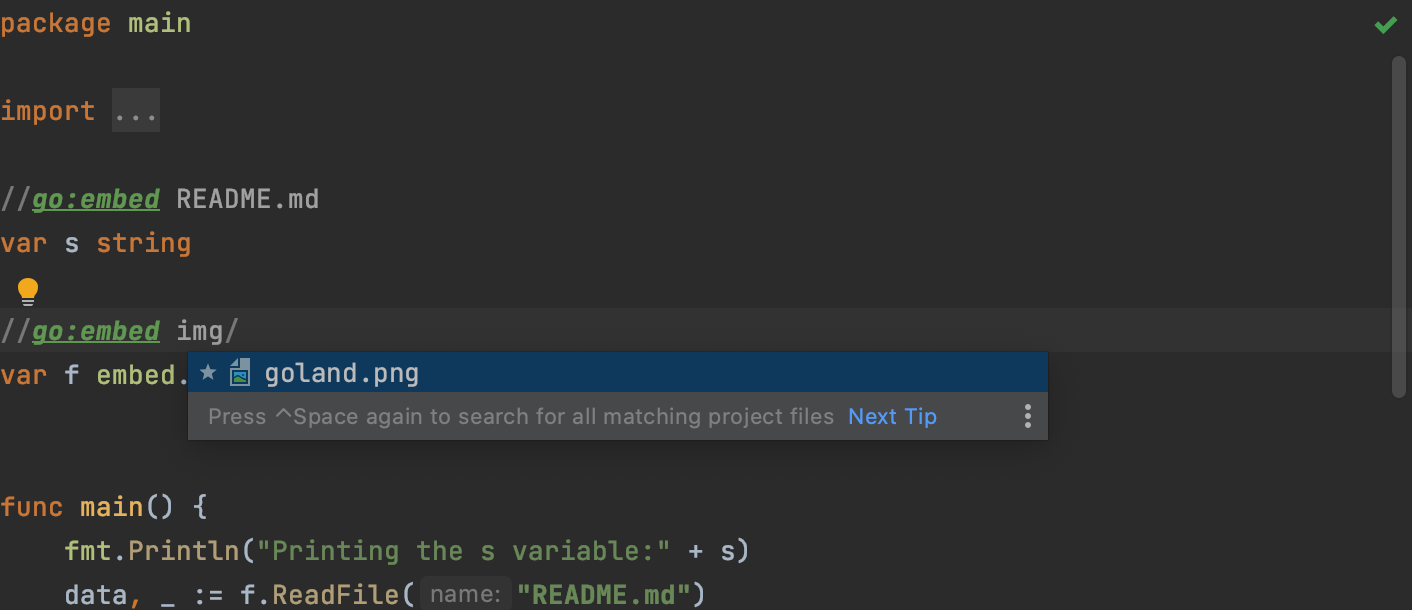 package main
import ...
//go:embed README.md
var s string
//go:embed img/
var f embed.
goland.png
Press ^Space again to search for all matching project files Next Tip
func main() {
fmt.Println("Printing the s variable:" + s)
data, _ := f.ReadFile( name: "README.md")